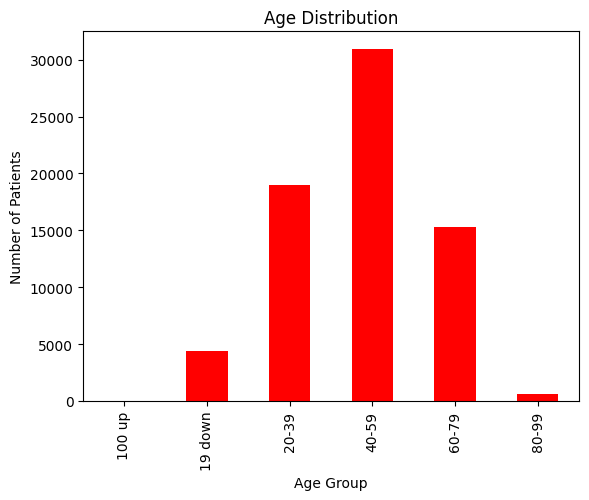 Age Distribution
Number of Patients
30000
25000
20000
15000
10000
5000
0
100 up
19 down
20-39
40-59
60-79
80-99
Age Group